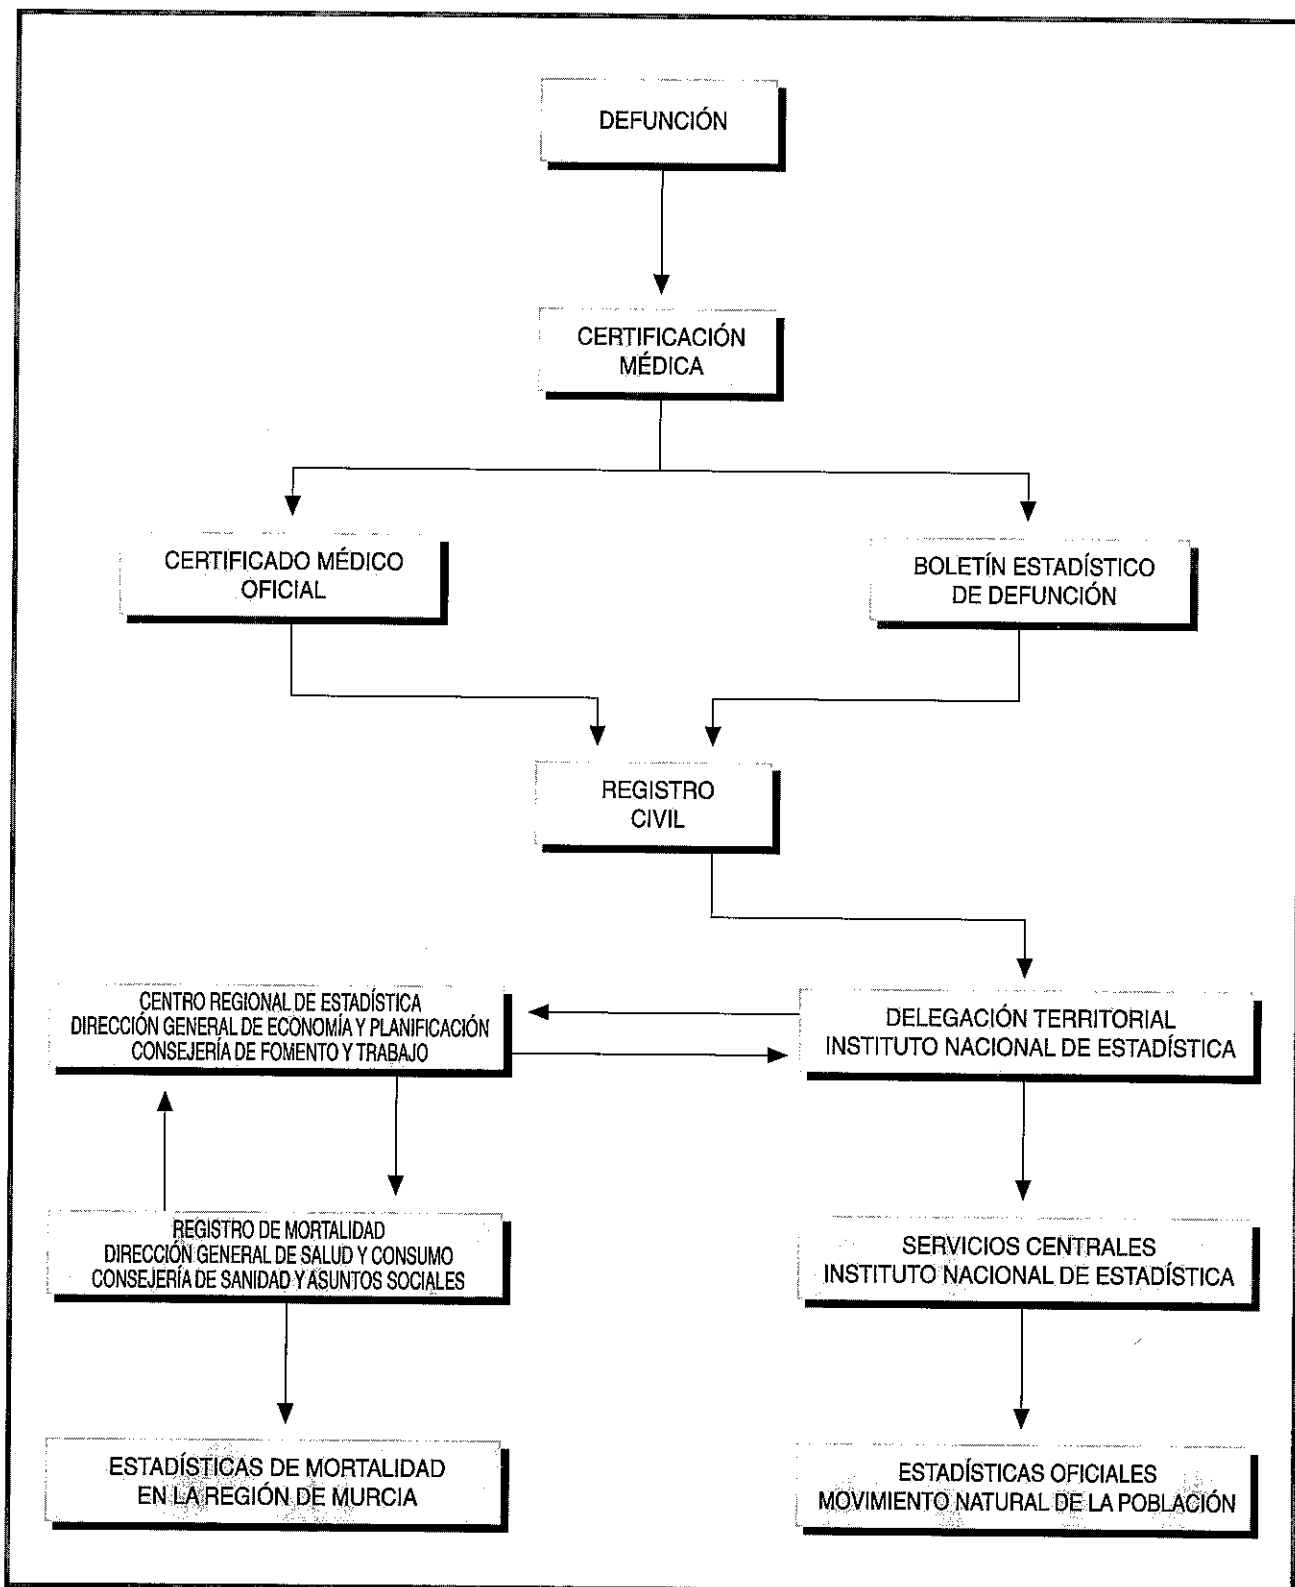 DEFUNCIÓN
CERTIFICACIÓN
MÉDICA
CERTIFICADO MÉDICO
OFICIAL
BOLETÍN ESTADÍSTICO
DE DEFUNCIÓN
REGISTRO
CIVIL
CENTRO REGIONAL DE ESTADÍSTICA
DIRECCIÓN GENERAL DE ECONOMÍA Y PLANIFICACIÓN
CONSEJERÍA DE FOMENTO Y TRABAJO
DELEGACIÓN TERRITORIAL
INSTITUTO NACIONAL DE ESTADÍSTICA
REGISTRO DE MORTALIDAD
DIRECCIÓN GENERAL DE SALUD Y CONSUMO
CONSEJERÍA DE SANIDAD Y ASUNTOS SOCIALES
SERVICIOS CENTRALES
INSTITUTO NACIONAL DE ESTADÍSTICA
ESTADÍSTICAS DE MORTALIDAD
EN LA REGIÓN DE MURCIA
ESTADÍSTICAS OFICIALES
MOVIMIENTO NATURAL DE LA POBLACIÓN